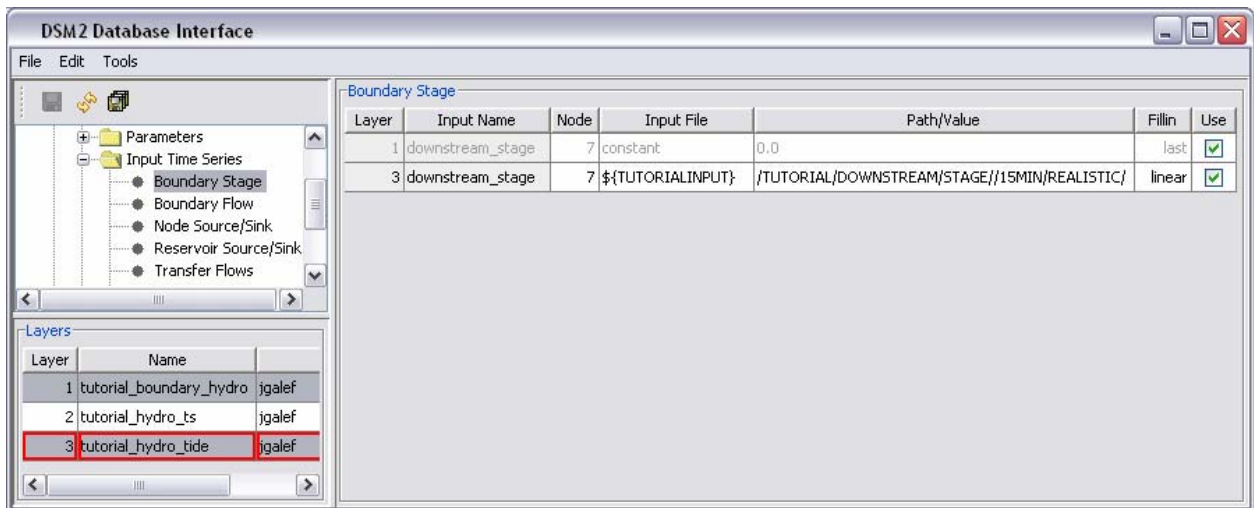 DSM2 Database Interface
File Edit Tools
Parameters
Input Time Series
Boundary Stage
Boundary Flow
Node Source/Sink
Reservoir Source/Sink
Transfer Flows
Layers
Layer Name
1 tutorial_boundary_hydro jgalef
2 tutorial_hydro_ts jgalef
3 tutorial_hydro_tide jgalef
Boundary Stage
Layer Input Name Node Input File Path/Value Fillin Use
1 downstream_stage 7 constant 0.0 last
3 downstream_stage 7 ${TUTORIALINPUT} /TUTORIAL/DOWNSTREAM/STAGE//15MIN/REALISTIC/ linear